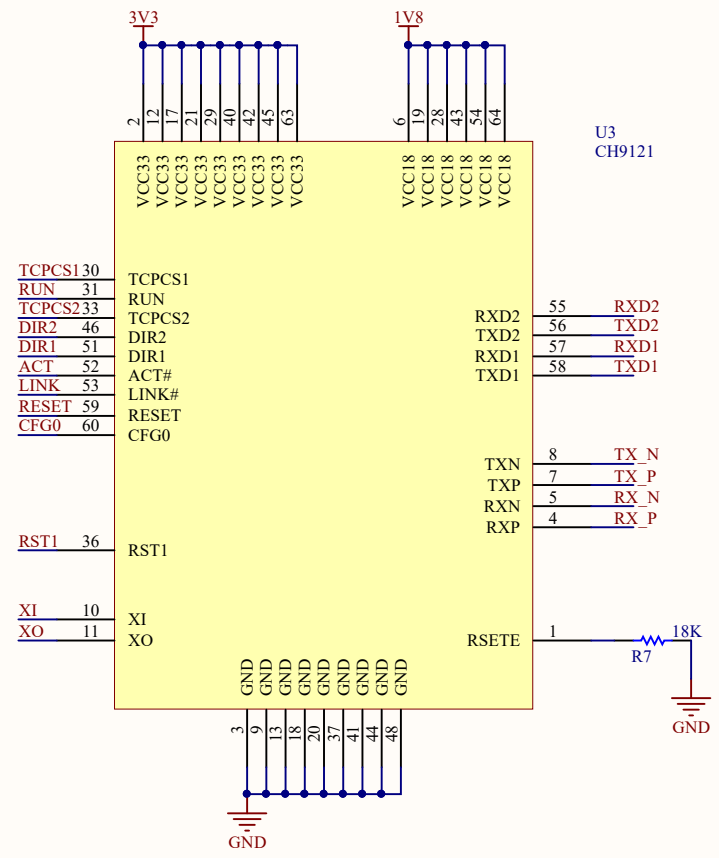 3V3 1V8
2 12 17 21 29 40 42 45 63
6 19 28 43 54 64
U3
CH9121
VCC33 VCC33 VCC33 VCC33 VCC33 VCC33 VCC33 VCC33 VCC33
VCC18 VCC18 VCC18 VCC18 VCC18 VCC18
TCPCS1 30 TCPCS1
RUN 31 RUN
TCPCS2 33 TCPCS2
DIR2 46 DIR2
DIR1 51 DIR1
ACT 52 ACT#
LINK 53 LINK#
RESET 59 RESET
CFG0 60 CFG0
RXD2 55 RXD2
TXD2 56 TXD2
RXD1 57 RXD1
TXD1 58 TXD1
TXN 8 TX_N
TXP 7 TX_P
RXN 5 RX_N
RXP 4 RX_P
RST1 36 RST1
XI 10 XI
XO 11 XO
RSETE 1 18K
R7
GND
GND GND GND GND GND GND GND GND GND
3 9 13 18 20 37 41 44 48
GND